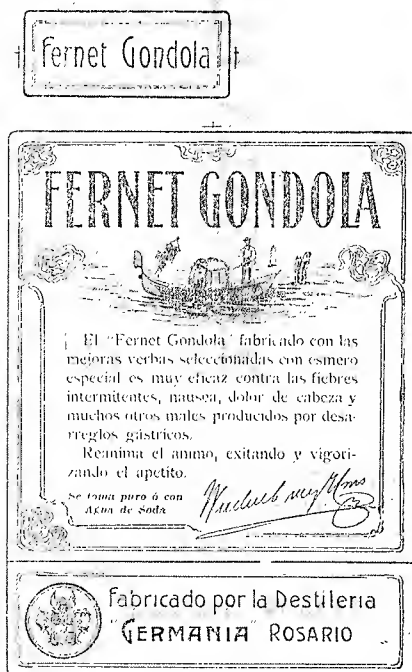 Fernet Gondola
FERNET GONDOLA
El "Fernet Gondola" fabricado con las
mejoras yerbas seleccionadas con esmero
especial es muy eficaz contra las fiebres
intermitentes, nausea, dolor de cabeza y
muchos otros males producidos por desa-
rreglos gástricos.
Reanima el animo, exitando y vigori-
zando el apetito.
Se toma puro ó con
Agua de Soda
Fabricado por la Destileria
"GERMANIA" ROSARIO